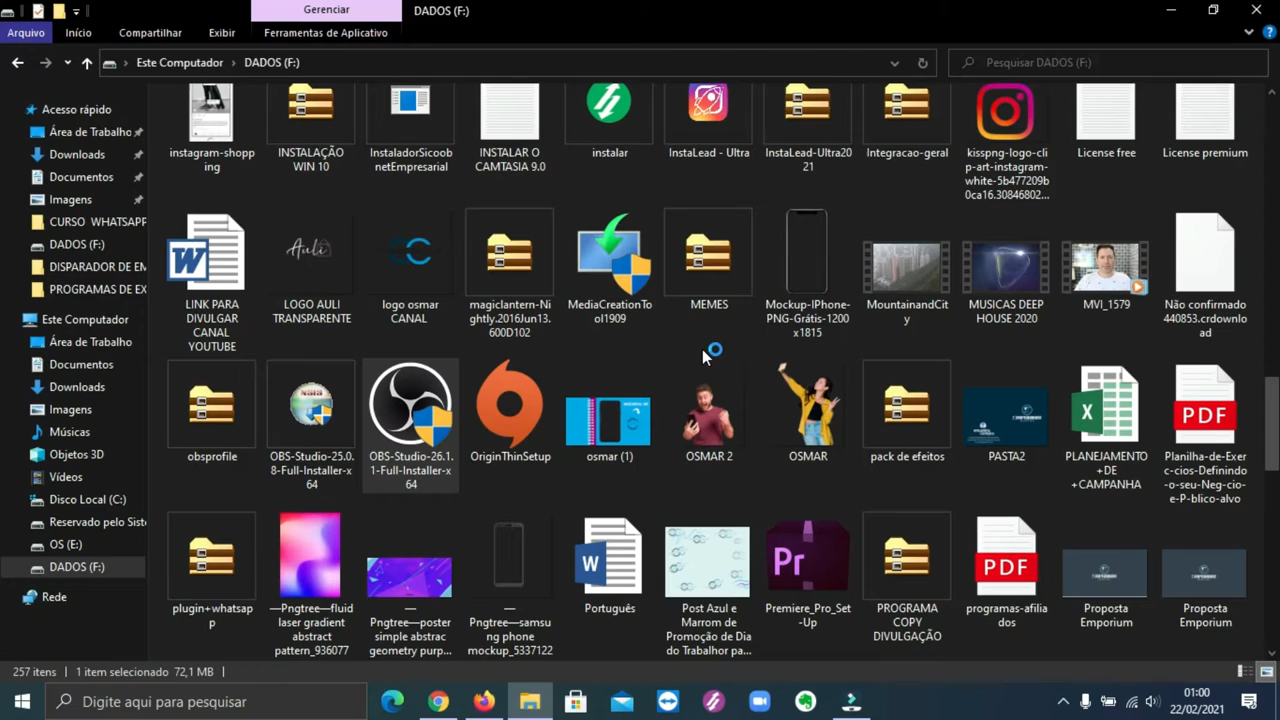 Gerenciar
DADOS (F:)
Arquivo
Início
Compartilhar
Exibir
Ferramentas de Aplicativo
Este Computador
DADOS (F:)
Pesquisar DADOS (F:)
Acesso rápido
Área de Trabalho
Downloads
Documentos
Imagens
CURSO WHATSAPP
DADOS (F:)
DISPARADOR DE EM
PROGRAMAS DE EX
Este Computador
Área de Trabalho
Documentos
Downloads
Imagens
Músicas
Objetos 3D
Vídeos
Disco Local (C:)
Reservado pelo Siste
OS (E:)
DADOS (F:)
Rede
instagram-shopp
ing
INSTALAÇÃO
WIN 10
InstaladorSicoob
netEmpresarial
INSTALAR O
CAMTASIA 9.0
instalar
InstaLead - Ultra
InstaLead-Ultra20
21
Integracao-geral
kisspng-logo-cli
p-art-instagram-
white-5b477209b
0ca16.30846802...
License free
License premium
LINK PARA
DIVULGAR
CANAL
YOUTUBE
LOGO AULI
TRANSPARENTE
logo osmar
CANAL
magiclantern-Ni
ghtly.2016Jun13.
600D102
MediaCreationTo
ol1909
MEMES
Mockup-IPhone-
PNG-Grátis-1200
x1815
MountainandCit
y
MUSICAS DEEP
HOUSE 2020
MVI_1579
Não confirmado
440853.crdownlo
ad
obsprofile
OBS-Studio-25.0.
8-Full-Installer-x
64
OBS-Studio-26.1.
1-Full-Installer-x
64
OriginThinSetup
osmar (1)
OSMAR 2
OSMAR
pack de efeitos
PASTA2
PLANEJAMENTO
+DE
+CAMPANHA
Planilha-de-Exer
c-cios-Definindo
-o-seu-Neg-cio-
e-P-blico-alvo
plugin+whatsap
p
—Pngtree—fluid
laser gradient
abstract
pattern_936077
—
Pngtree—poster
simple abstrac
geometry purp...
—
Pngtree—samsu
ng phone
mockup_5337122
Português
Post Azul e
Marrom de
Promoção de Dia
do Trabalhor pa...
Premiere_Pro_Set
-Up
PROGRAMA
COPY
DIVULGAÇÃO
programas-afilia
dos
Proposta
Emporium
Proposta
Emporium
257 itens
1 item selecionado 72,1 MB
Digite aqui para pesquisar
01:00
22/02/2021